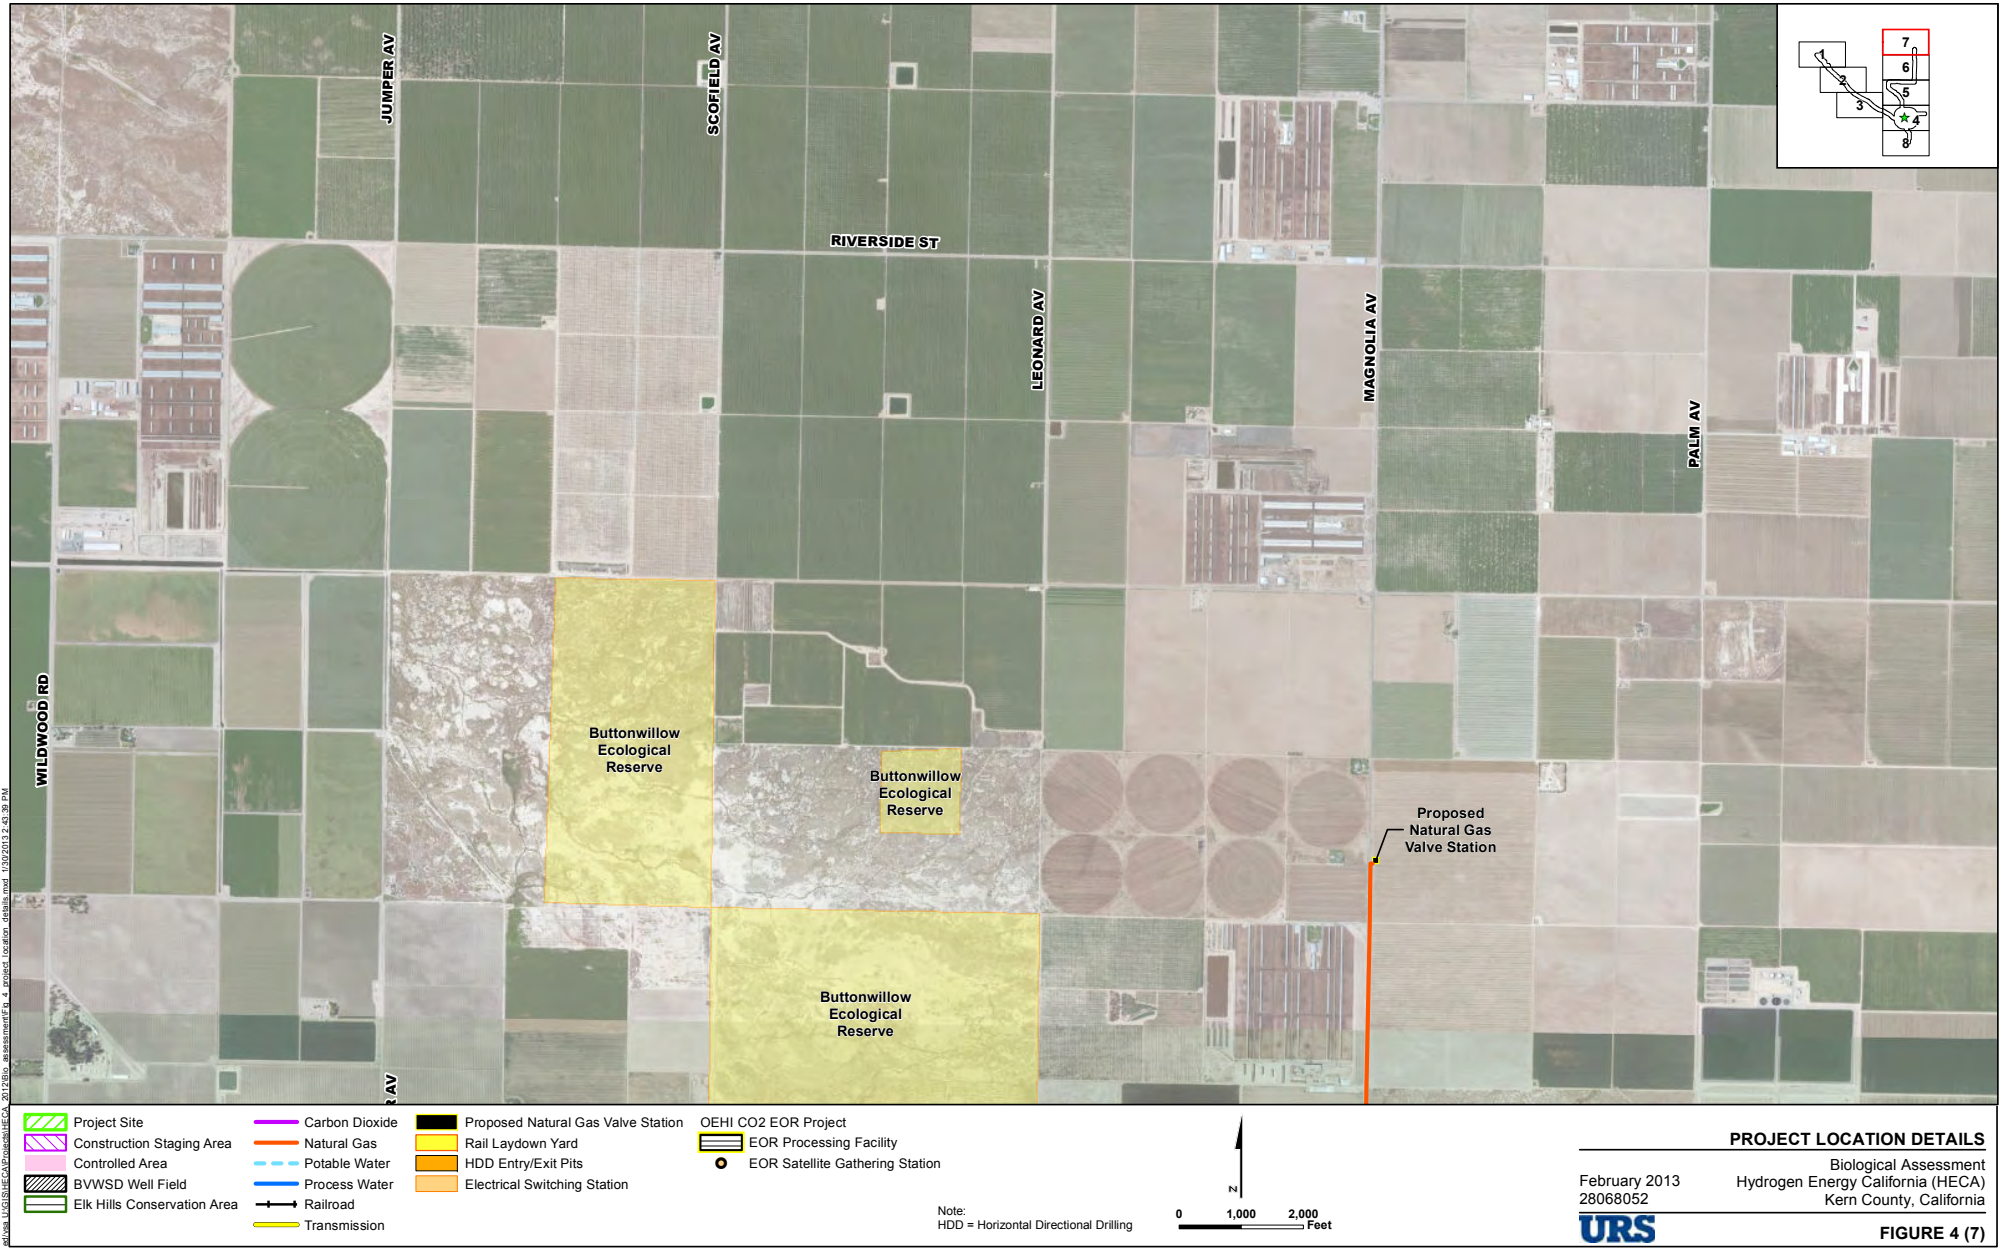 JUMPER AV
SCOFIELD AV
RIVERSIDE ST
LEONARD AV
MAGNOLIA AV
PALM AV
WILDWOOD RD
Buttonwillow
Ecological
Reserve
Buttonwillow
Ecological
Reserve
Buttonwillow
Ecological
Reserve
Proposed
Natural Gas
Valve Station
R AV
1
2
3
7
6
5
4
8
Project Site
Construction Staging Area
Controlled Area
BVWSD Well Field
Elk Hills Conservation Area
Carbon Dioxide
Natural Gas
Potable Water
Process Water
Railroad
Transmission
Proposed Natural Gas Valve Station
Rail Laydown Yard
HDD Entry/Exit Pits
Electrical Switching Station
OEHI CO2 EOR Project
EOR Processing Facility
EOR Satellite Gathering Station
Note:
HDD = Horizontal Directional Drilling
N
0 1,000 2,000
Feet
PROJECT LOCATION DETAILS
Biological Assessment
February 2013 Hydrogen Energy California (HECA)
28068052 Kern County, California
URS
FIGURE 4 (7)